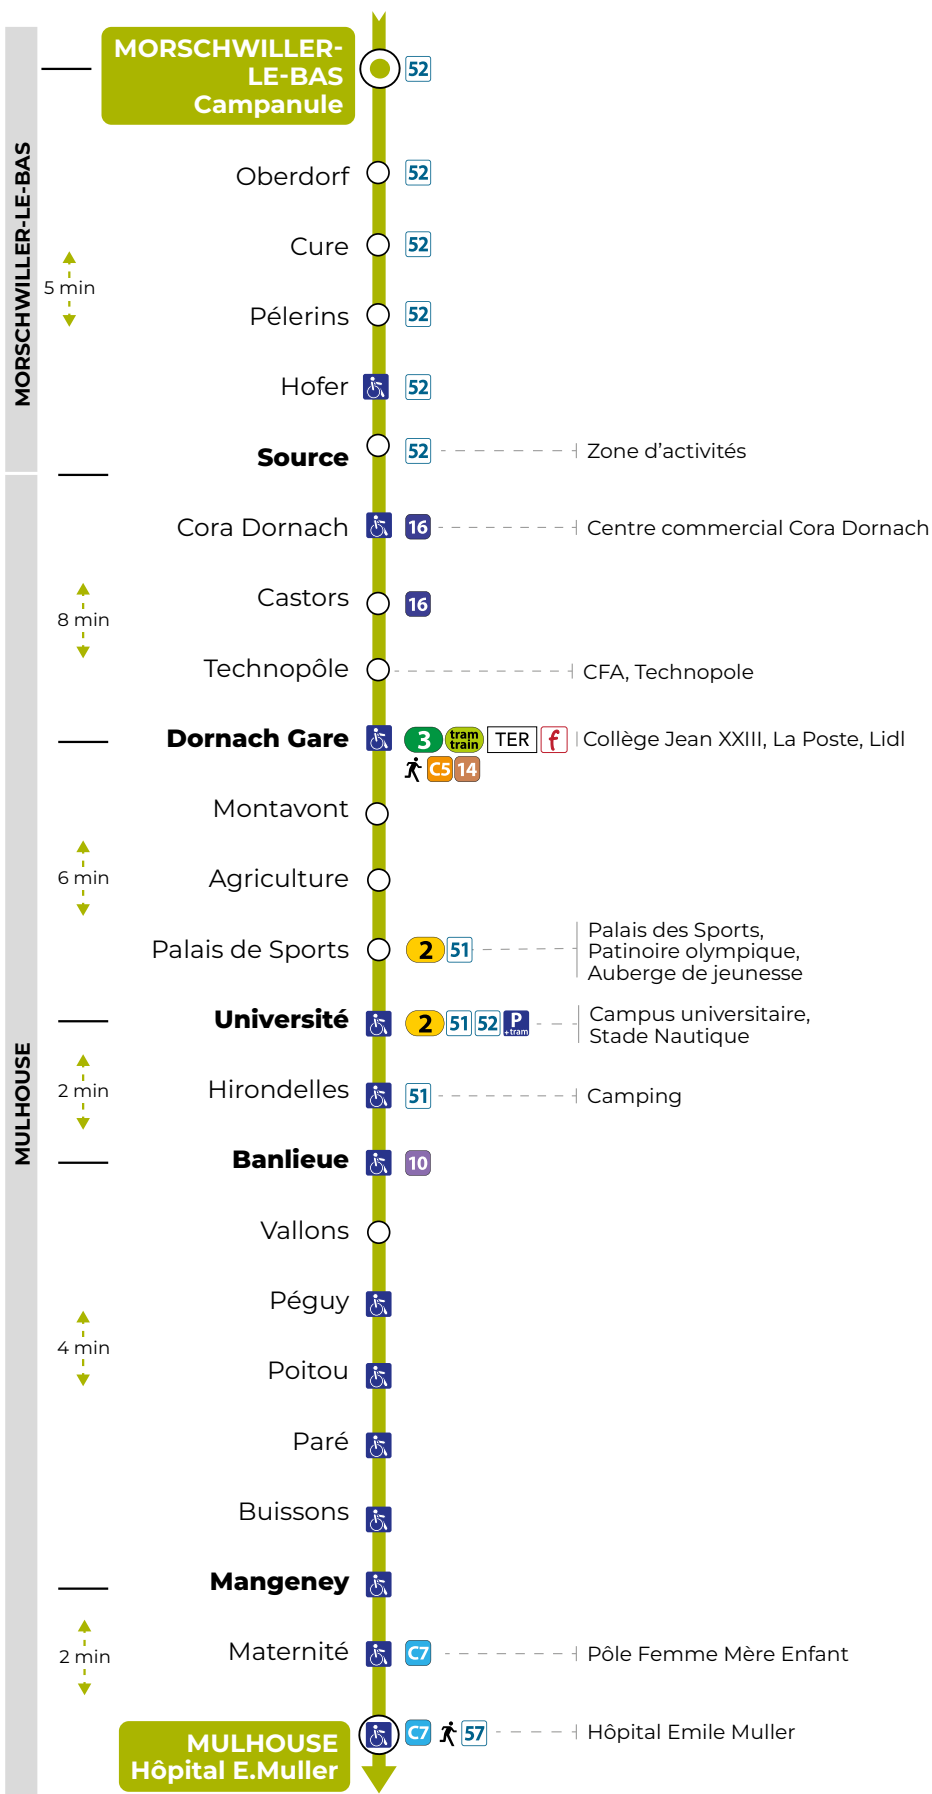 MORSCHWILLER-LE-BAS
MULHOUSE
MORSCHWILLER-
LE-BAS
Campanule
52
Oberdorf
52
Cure
52
5 min
Pélerins
52
Hofer
52
Source
52
Zone d'activités
Cora Dornach
16
Centre commercial Cora Dornach
Castors
16
8 min
Technopôle
CFA, Technopole
Dornach Gare
3
tram
train
TER
f
Collège Jean XXIII, La Poste, Lidl
C5
14
Montavont
Agriculture
6 min
Palais de Sports
2
51
Palais des Sports,
Patinoire olympique,
Auberge de jeunesse
Université
2
51
52
P
+tram
Campus universitaire,
Stade Nautique
2 min
Hirondelles
51
Camping
Banlieue
10
Vallons
Péguy
4 min
Poitou
Paré
Buissons
Mangeney
2 min
Maternité
C7
Pôle Femme Mère Enfant
MULHOUSE
Hôpital E.Muller
C7
57
Hôpital Emile Muller